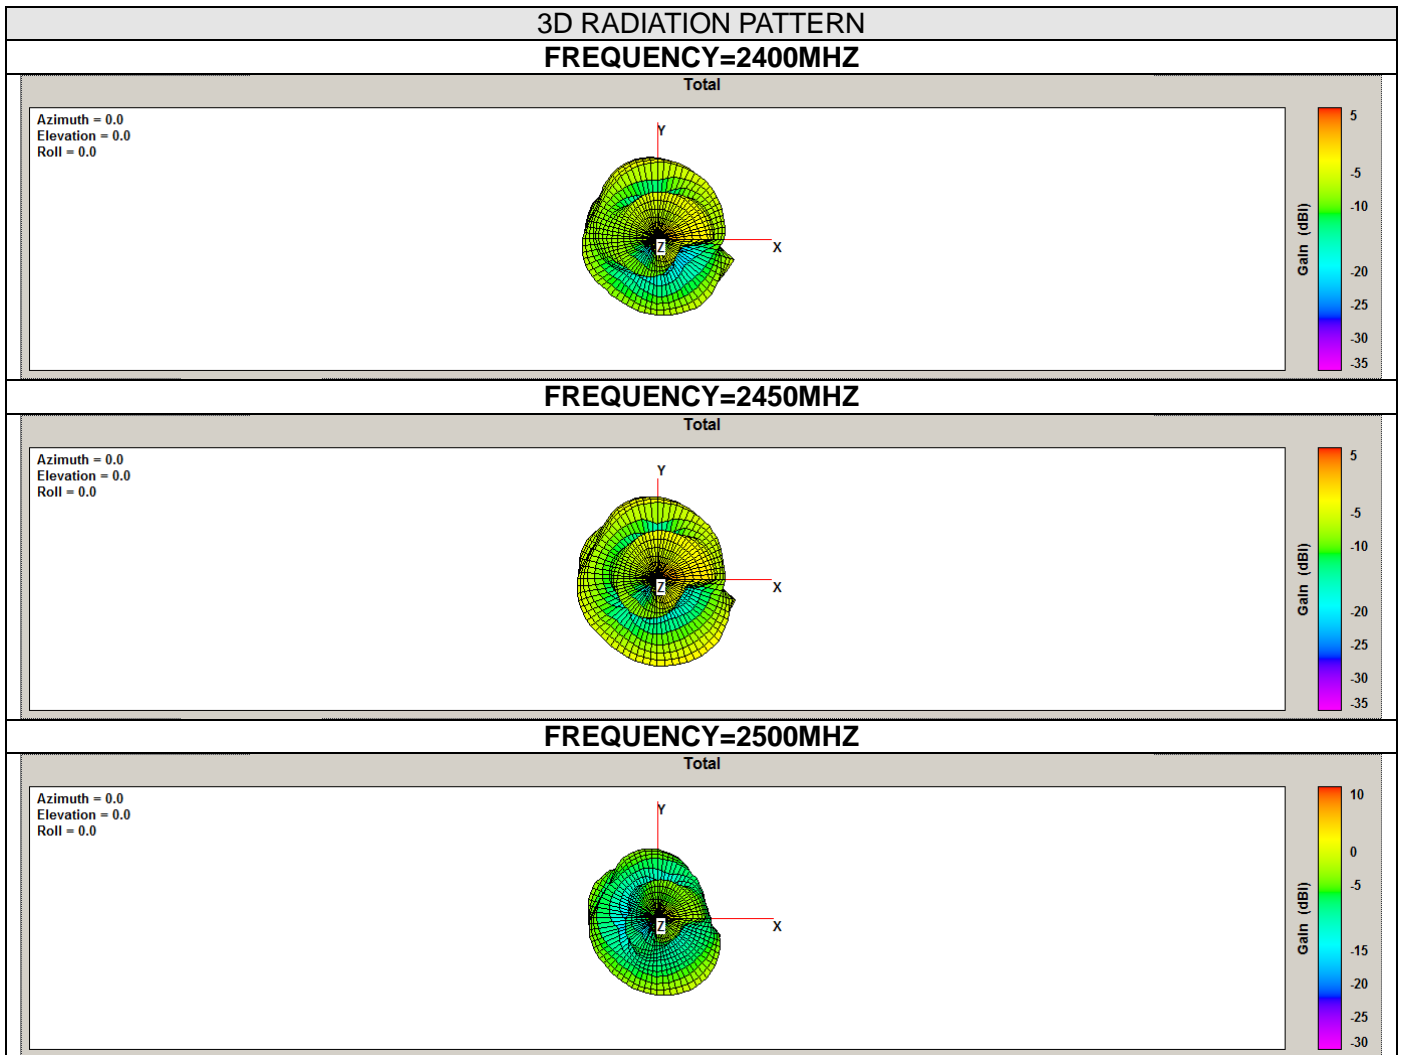 3D RADIATION PATTERN
FREQUENCY=2400MHZ
Total
Azimuth = 0.0
Elevation = 0.0
Roll = 0.0
Y
X
Z
Gain (dBi)
5
-5
-10
-20
-25
-30
-35
FREQUENCY=2450MHZ
Total
Azimuth = 0.0
Elevation = 0.0
Roll = 0.0
Y
X
Z
Gain (dBi)
5
-5
-10
-20
-25
-30
-35
FREQUENCY=2500MHZ
Total
Azimuth = 0.0
Elevation = 0.0
Roll = 0.0
Y
X
Z
Gain (dBi)
10
0
-5
-15
-20
-25
-30